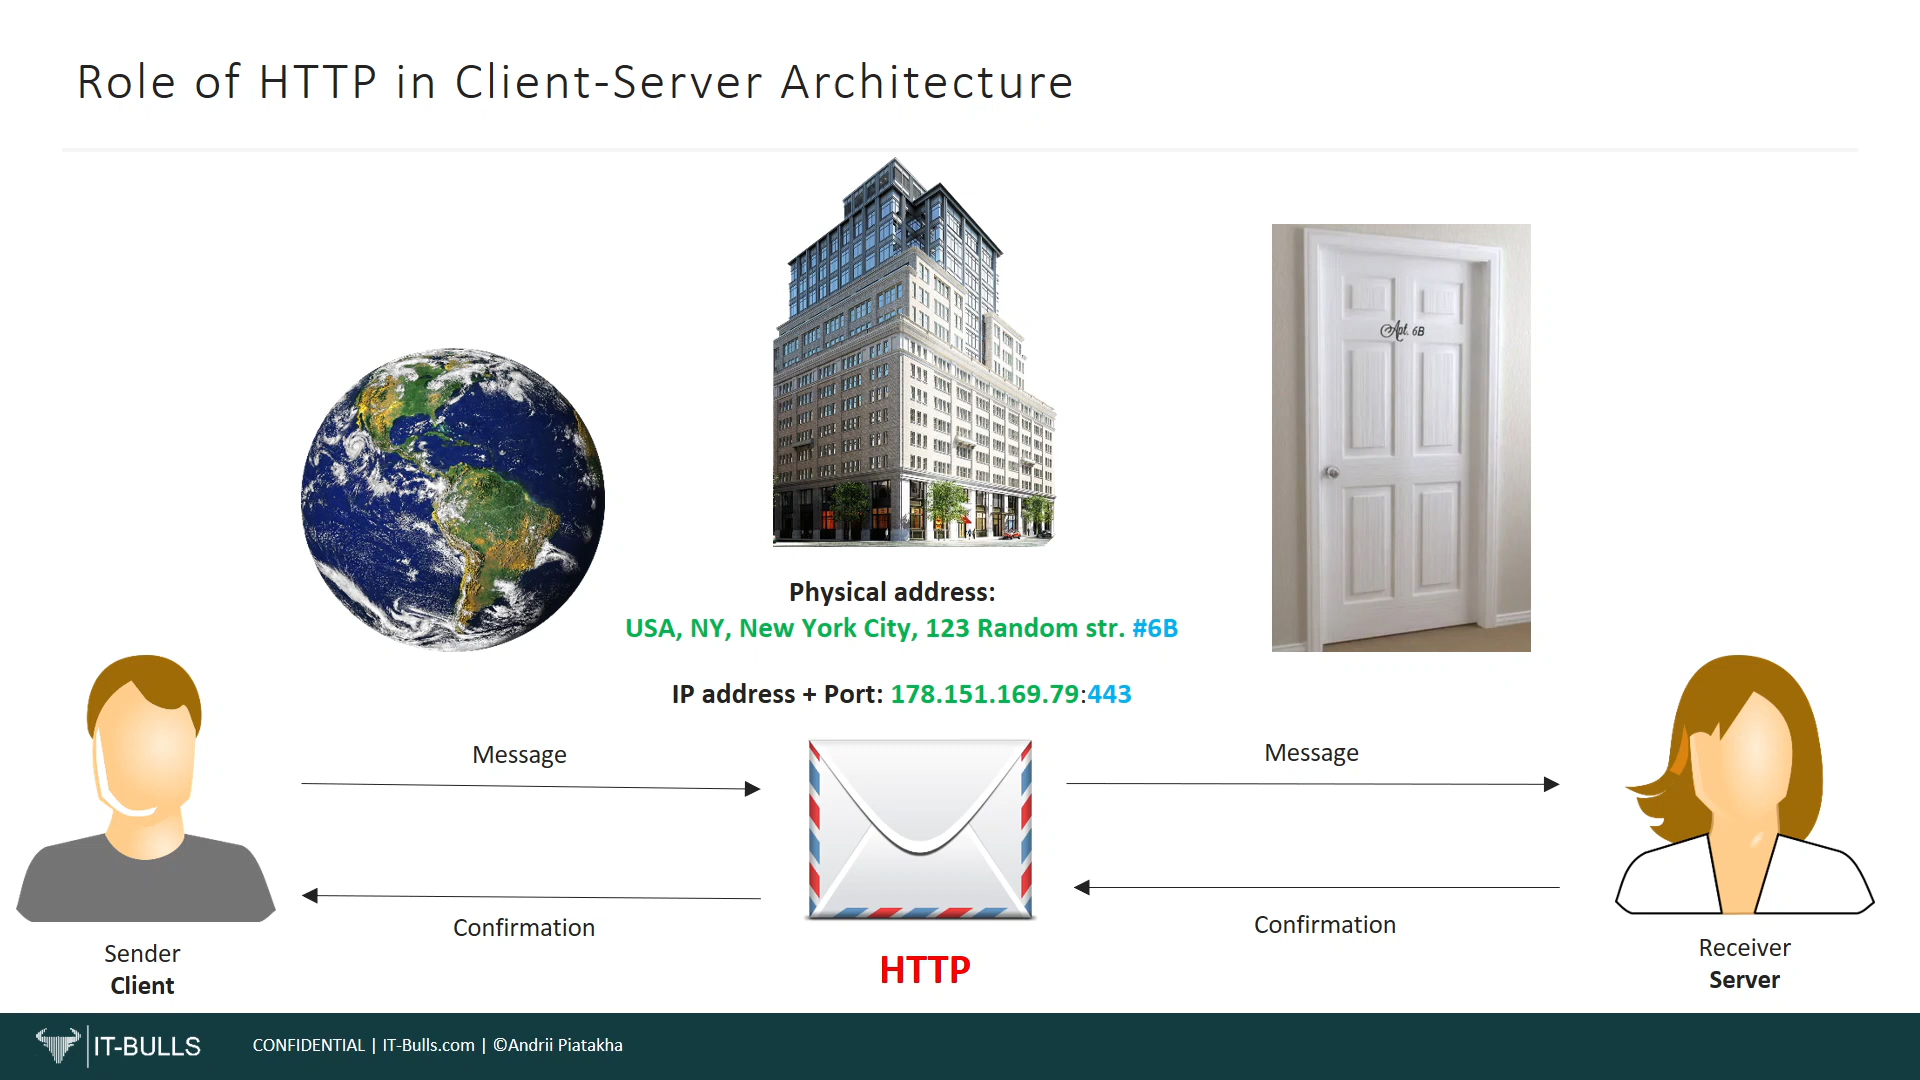 Role of HTTP in Client-Server Architecture
Apt. 6B
Physical address:
USA, NY, New York City, 123 Random str. #6B
IP address + Port: 178.151.169.79:443
Message
Message
Confirmation
Confirmation
HTTP
Sender
Client
Receiver
Server
IT-BULLS
CONFIDENTIAL | IT-Bulls.com | ©Andrii Piatakha